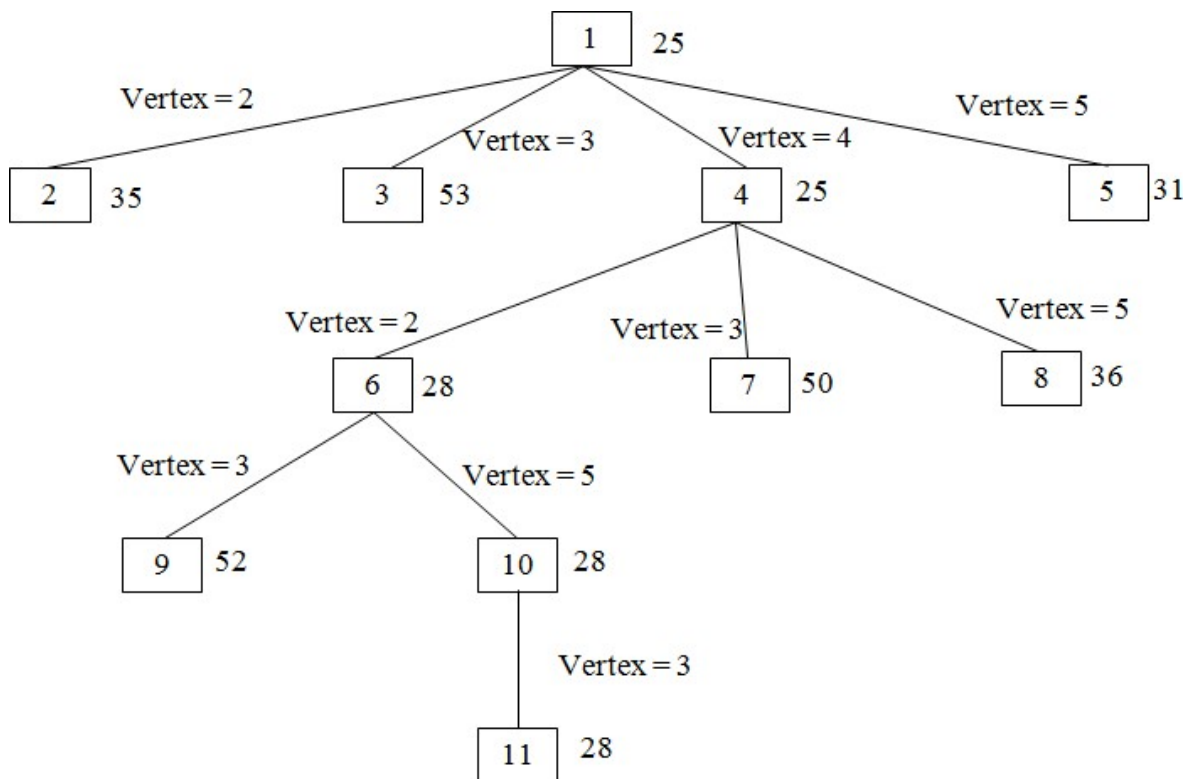 1 25
Vertex = 2
Vertex = 3
Vertex = 4
Vertex = 5
2 35
3 53
4 25
5 31
Vertex = 2
Vertex = 3
Vertex = 5
6 28
7 50
8 36
Vertex = 3
Vertex = 5
9 52
10 28
Vertex = 3
11 28